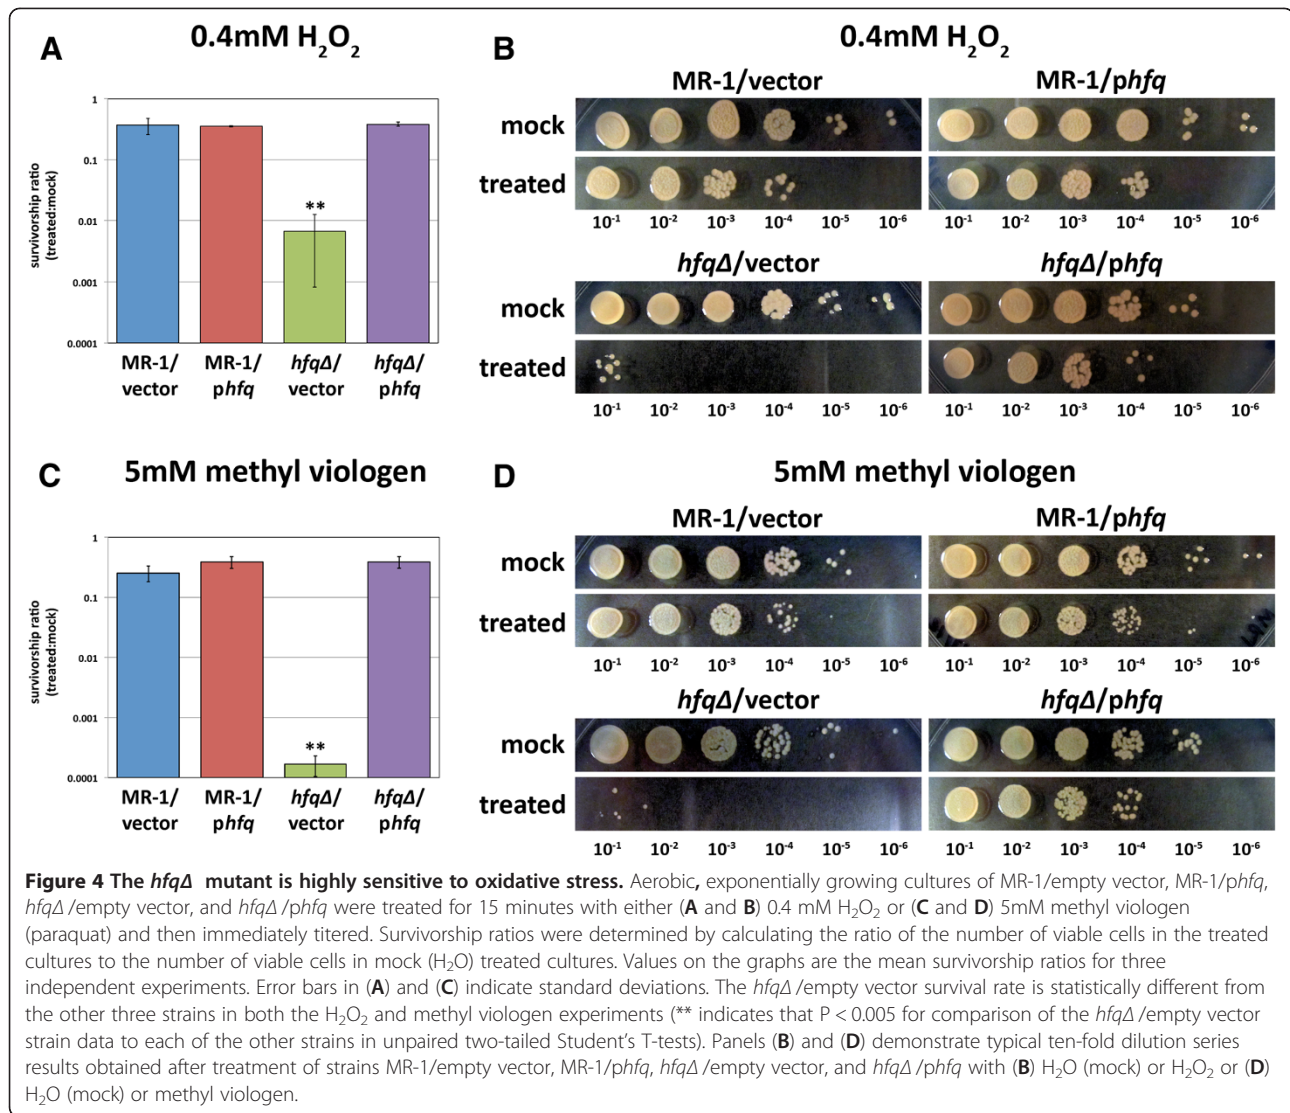 A
0.4mM H₂O₂
1
0.1
0.01
0.001
0.0001
survivorship ratio
(treated:mock)
**
MR-1/
vector
MR-1/
phfq
hfqΔ/
vector
hfqΔ/
phfq
B
0.4mM H₂O₂
MR-1/vector
MR-1/phfq
mock
treated
10⁻¹ 10⁻² 10⁻³ 10⁻⁴ 10⁻⁵ 10⁻⁶
10⁻¹ 10⁻² 10⁻³ 10⁻⁴ 10⁻⁵ 10⁻⁶
hfqΔ/vector
hfqΔ/phfq
mock
treated
10⁻¹ 10⁻² 10⁻³ 10⁻⁴ 10⁻⁵ 10⁻⁶
10⁻¹ 10⁻² 10⁻³ 10⁻⁴ 10⁻⁵ 10⁻⁶
C
5mM methyl viologen
1
0.1
0.01
0.001
0.0001
survivorship ratio
(treated:mock)
**
MR-1/
vector
MR-1/
phfq
hfqΔ/
vector
hfqΔ/
phfq
D
5mM methyl viologen
MR-1/vector
MR-1/phfq
mock
treated
10⁻¹ 10⁻² 10⁻³ 10⁻⁴ 10⁻⁵ 10⁻⁶
10⁻¹ 10⁻² 10⁻³ 10⁻⁴ 10⁻⁵ 10⁻⁶
hfqΔ/vector
hfqΔ/phfq
mock
treated
10⁻¹ 10⁻² 10⁻³ 10⁻⁴ 10⁻⁵ 10⁻⁶
10⁻¹ 10⁻² 10⁻³ 10⁻⁴ 10⁻⁵ 10⁻⁶
Figure 4 The hfqΔ mutant is highly sensitive to oxidative stress. Aerobic, exponentially growing cultures of MR-1/empty vector, MR-1/phfq,
hfqΔ/empty vector, and hfqΔ/phfq were treated for 15 minutes with either (A and B) 0.4 mM H₂O₂ or (C and D) 5mM methyl viologen
(paraquat) and then immediately titered. Survivorship ratios were determined by calculating the ratio of the number of viable cells in the treated
cultures to the number of viable cells in mock (H₂O) treated cultures. Values on the graphs are the mean survivorship ratios for three
independent experiments. Error bars in (A) and (C) indicate standard deviations. The hfqΔ/empty vector survival rate is statistically different from
the other three strains in both the H₂O₂ and methyl viologen experiments (** indicates that P < 0.005 for comparison of the hfqΔ/empty vector
strain data to each of the other strains in unpaired two-tailed Student's T-tests). Panels (B) and (D) demonstrate typical ten-fold dilution series
results obtained after treatment of strains MR-1/empty vector, MR-1/phfq, hfqΔ/empty vector, and hfqΔ/phfq with (B) H₂O (mock) or H₂O₂ or (D)
H₂O (mock) or methyl viologen.